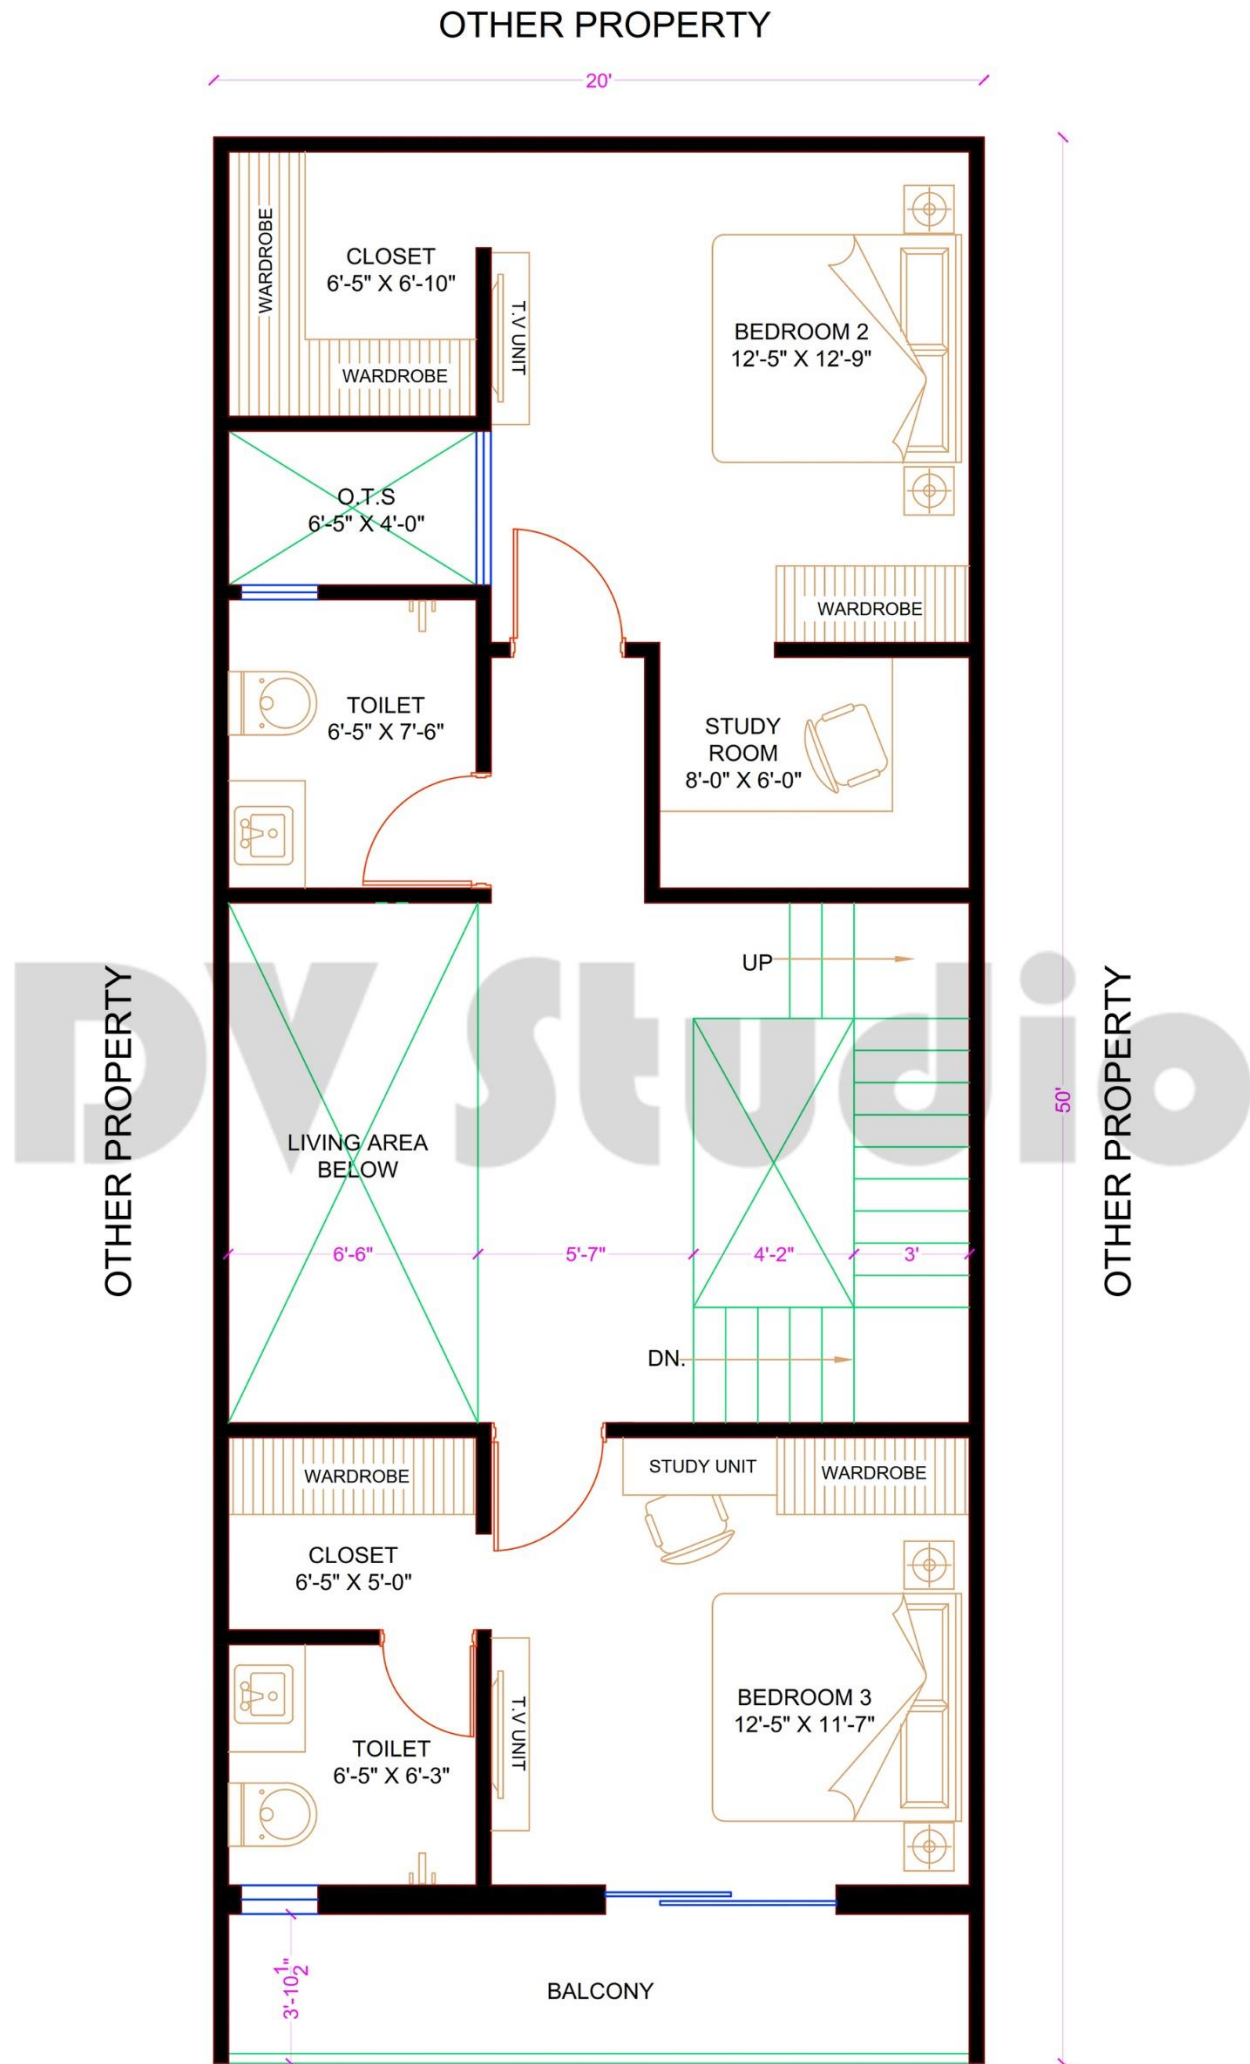 OTHER PROPERTY
20'
WARDROBE
CLOSET
6'-5" X 6'-10"
WARDROBE
T.V UNIT
BEDROOM 2
12'-5" X 12'-9"
O.T.S
6'-5" X 4'-0"
WARDROBE
TOILET
6'-5" X 7'-6"
STUDY
ROOM
8'-0" X 6'-0"
UP
DV Studio
OTHER PROPERTY
50'
OTHER PROPERTY
LIVING AREA
BELOW
6'-6"
5'-7"
4'-2"
3'
DN.
WARDROBE
STUDY UNIT
WARDROBE
CLOSET
6'-5" X 5'-0"
TOILET
6'-5" X 6'-3"
T.V UNIT
BEDROOM 3
12'-5" X 11'-7"
3'-10 1/2"
BALCONY